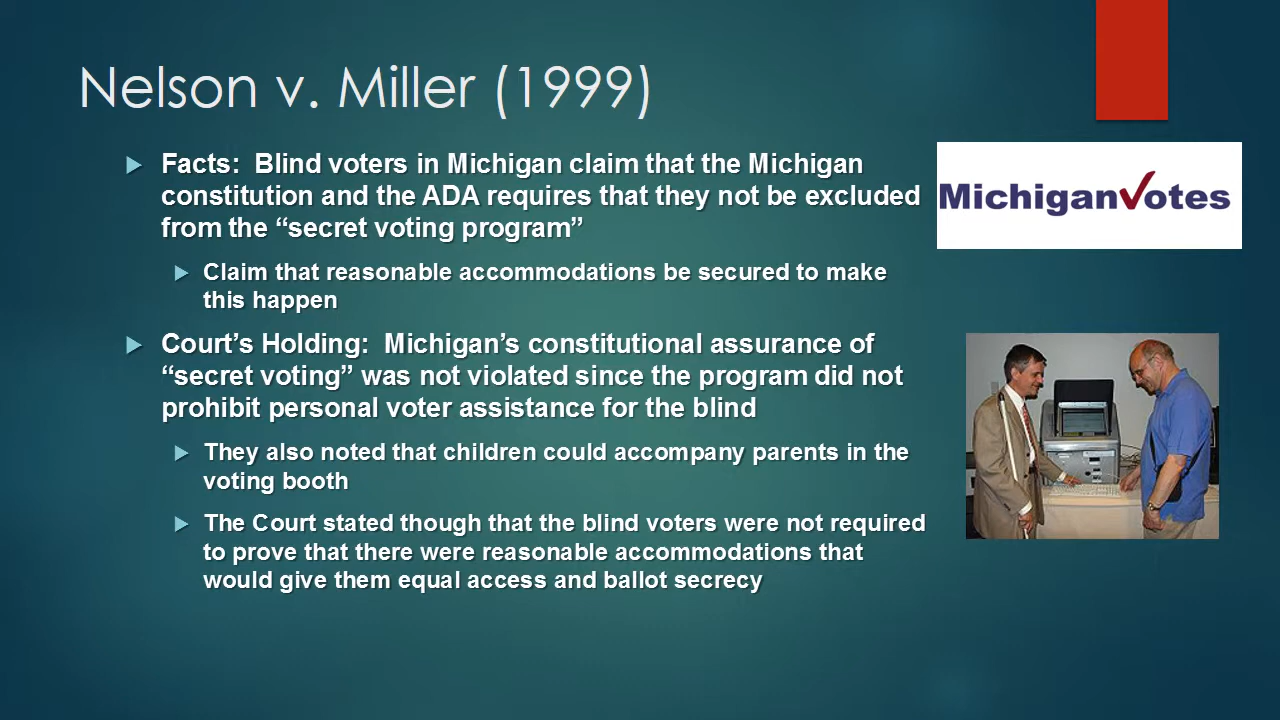 Nelson v. Miller (1999)
Facts:  Blind voters in Michigan claim that the Michigan
constitution and the ADA requires that they not be excluded
from the “secret voting program”
Claim that reasonable accommodations be secured to make
this happen
Court’s Holding:  Michigan’s constitutional assurance of
“secret voting” was not violated since the program did not
prohibit personal voter assistance for the blind
They also noted that children could accompany parents in the
voting booth
The Court stated though that the blind voters were not required
to prove that there were reasonable accommodations that
would give them equal access and ballot secrecy
Michiganvotes